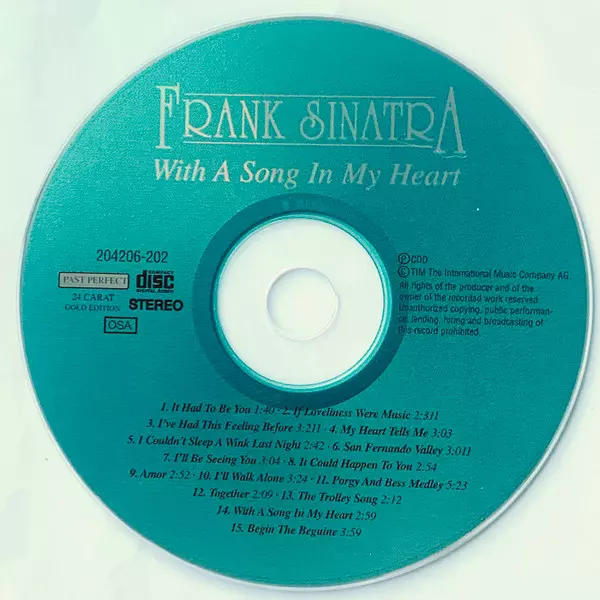 FRANK SINATRA
With A Song In My Heart
204206-202
PAST PERFECT
24 CARAT
GOLD EDITION
COMPACT
disc
DIGITAL AUDIO
STEREO
OSA
Ⓟ CDD
© TIM The International Music Company AG.
All rights of the producer and of the
owner of the recorded work reserved.
Unauthorized copying, public performan-
ce, lending, hiring and broadcasting of
this record prohibited.
1. It Had To Be You 1:40 · 2. If Loveliness Were Music 2:331
3. I've Had This Feeling Before 3:211 · 4. My Heart Tells Me 3:03
5. I Couldn't Sleep A Wink Last Night 2:42 · 6. San Fernando Valley 3:011
7. I'll Be Seeing You 3:04 · 8. It Could Happen To You 2:54
9. Amor 2:52 · 10. I'll Walk Alone 3:24 · 11. Porgy And Bess Medley 5:23
12. Together 2:09 · 13. The Trolley Song 2:12
14. With A Song In My Heart 2:59
15. Begin The Beguine 3:59